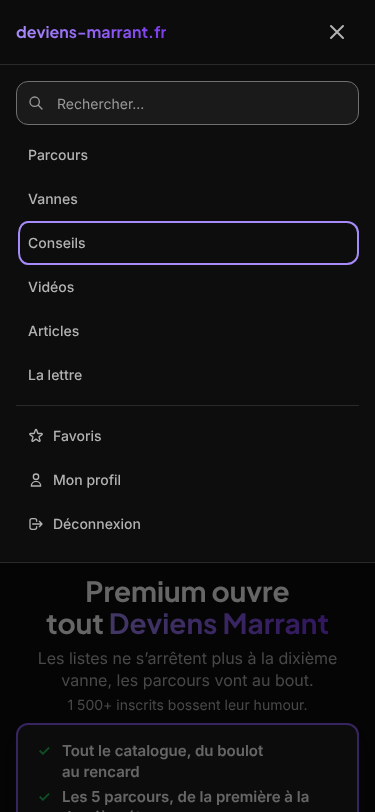 deviens-marrant.fr
Rechercher...
Parcours
Vannes
Conseils
Vidéos
Articles
La lettre
Favoris
Mon profil
Déconnexion
Premium ouvre
tout Deviens Marrant
Les listes ne s'arrêtent plus à la dixième
vanne, les parcours vont au bout.
1 500+ inscrits bossent leur humour.
Tout le catalogue, du boulot
au rencard
Les 5 parcours, de la première à la